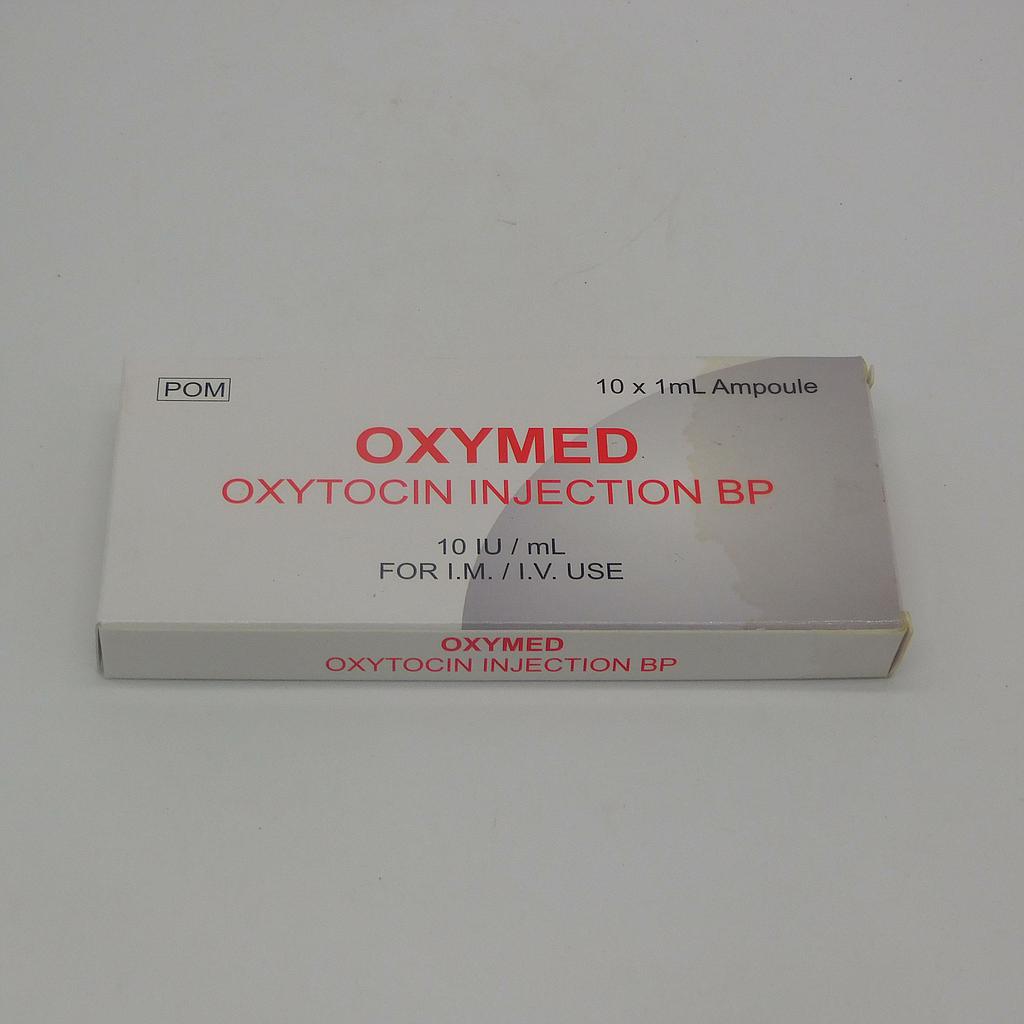 POM
10 x 1mL Ampoule
OXYMED
OXYTOCIN INJECTION BP
10 IU / mL
FOR I.M. / I.V. USE
OXYMED
OXYTOCIN INJECTION BP